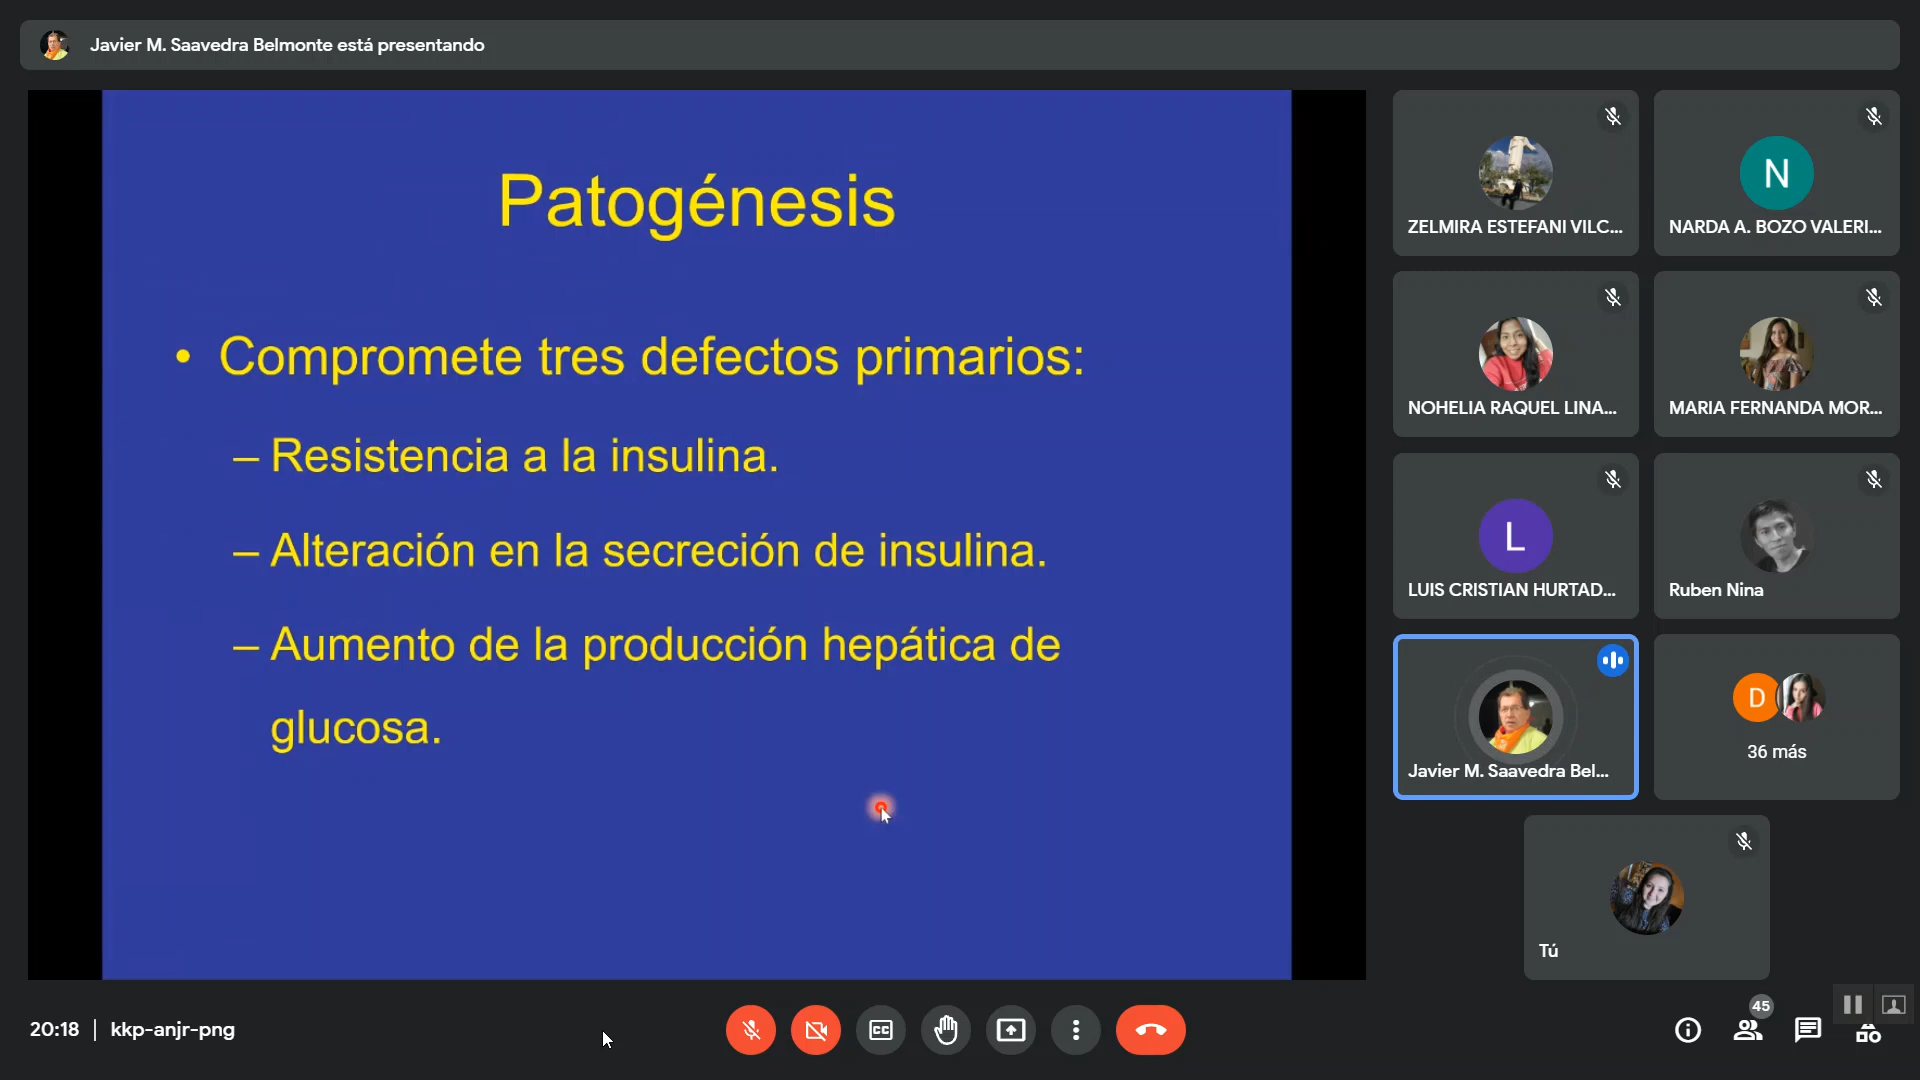 Javier M. Saavedra Belmonte está presentando
Patogénesis
• Compromete tres defectos primarios:
– Resistencia a la insulina.
– Alteración en la secreción de insulina.
– Aumento de la producción hepática de
glucosa.
ZELMIRA ESTEFANI VILC...
N
NARDA A. BOZO VALERI...
NOHELIA RAQUEL LINA...
MARIA FERNANDA MOR...
L
LUIS CRISTIAN HURTAD...
Ruben Nina
Javier M. Saavedra Bel...
D
36 más
Tú
20:18 | kkp-anjr-png
CC
45